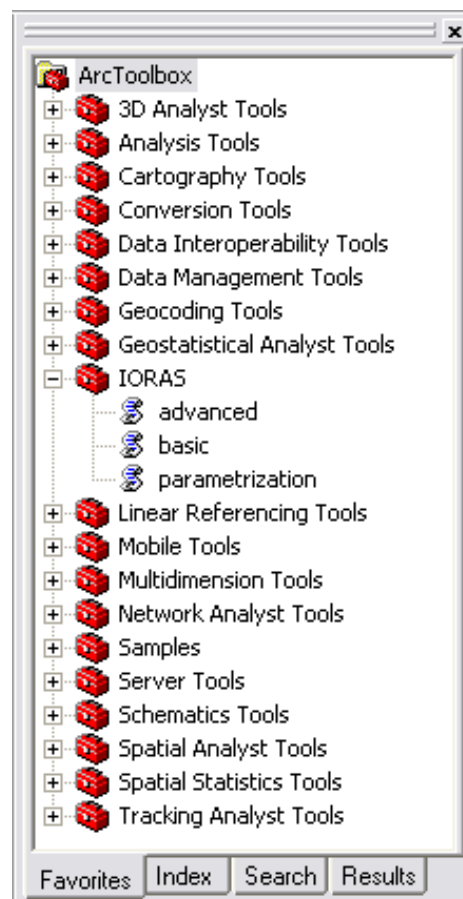 ArcToolbox
3D Analyst Tools
Analysis Tools
Cartography Tools
Conversion Tools
Data Interoperability Tools
Data Management Tools
Geocoding Tools
Geostatistical Analyst Tools
IORAS
advanced
basic
parametrization
Linear Referencing Tools
Mobile Tools
Multidimension Tools
Network Analyst Tools
Samples
Server Tools
Schematics Tools
Spatial Analyst Tools
Spatial Statistics Tools
Tracking Analyst Tools
Favorites Index Search Results